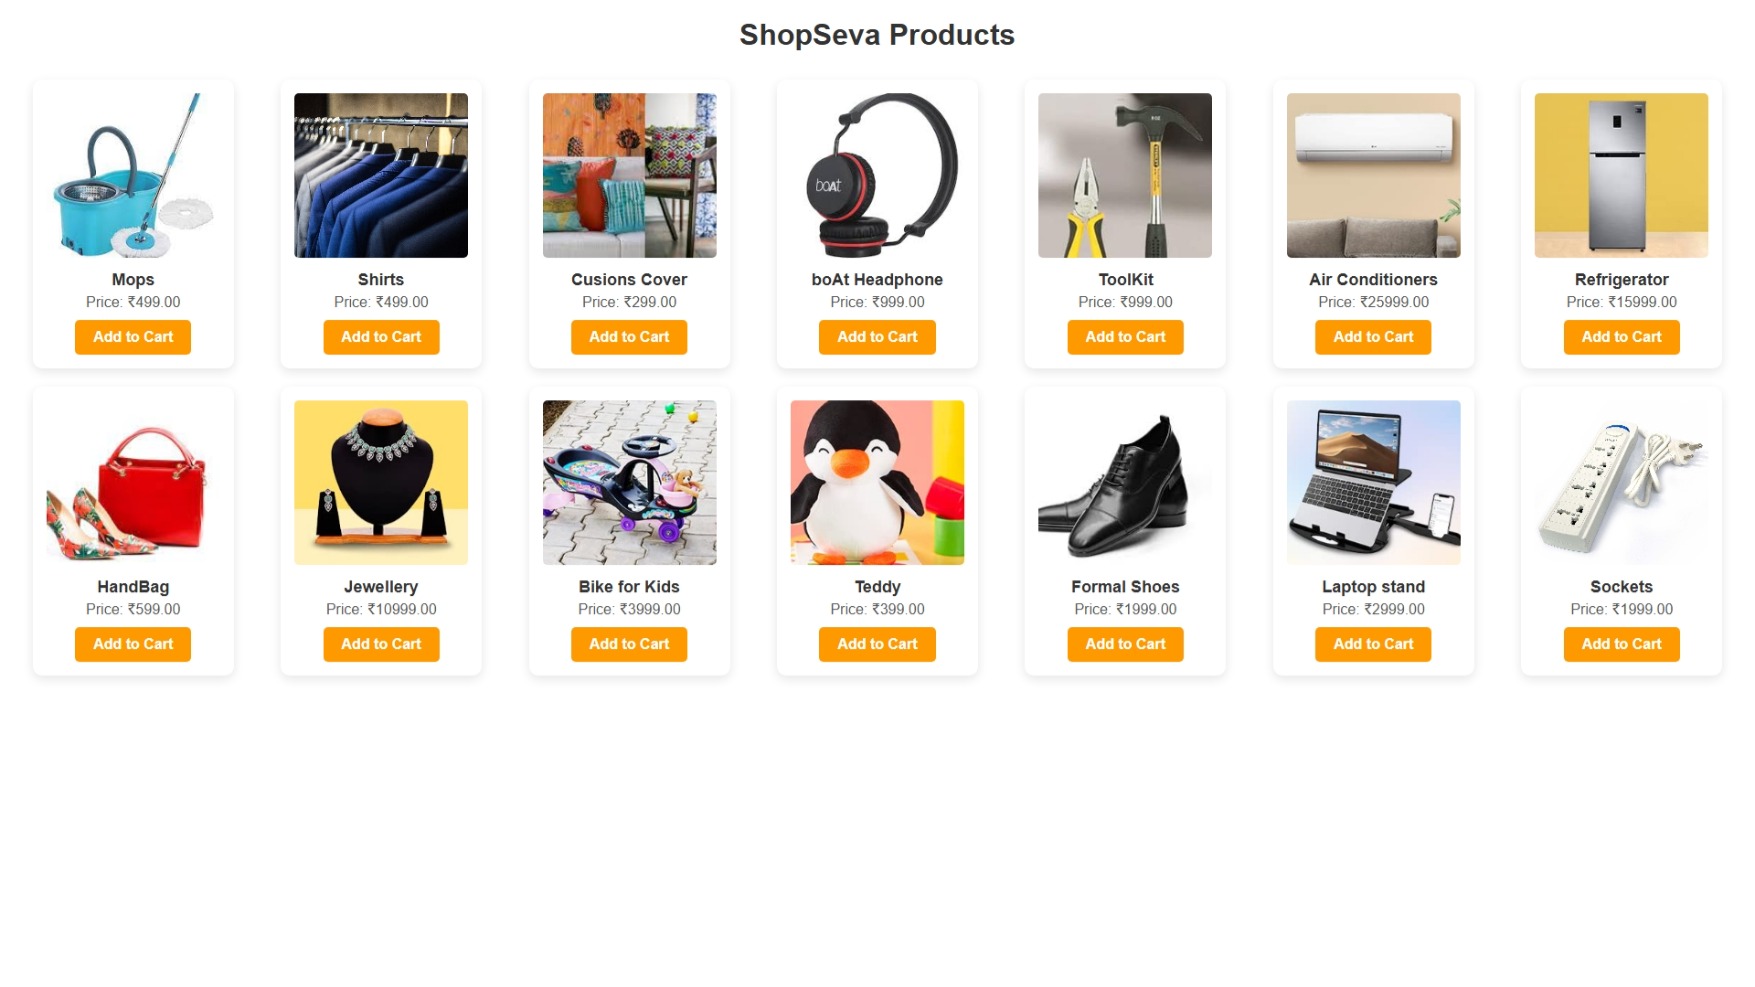 ShopSeva Products
boAt
Mops
Shirts
Cusions Cover
boAt Headphone
ToolKit
Air Conditioners
Refrigerator
Price: ₹499.00
Price: ₹499.00
Price: ₹299.00
Price: ₹999.00
Price: ₹999.00
Price: ₹25999.00
Price: ₹15999.00
Add to Cart
Add to Cart
Add to Cart
Add to Cart
Add to Cart
Add to Cart
Add to Cart
HandBag
Jewellery
Bike for Kids
Teddy
Formal Shoes
Laptop stand
Sockets
Price: ₹599.00
Price: ₹10999.00
Price: ₹3999.00
Price: ₹399.00
Price: ₹1999.00
Price: ₹2999.00
Price: ₹1999.00
Add to Cart
Add to Cart
Add to Cart
Add to Cart
Add to Cart
Add to Cart
Add to Cart